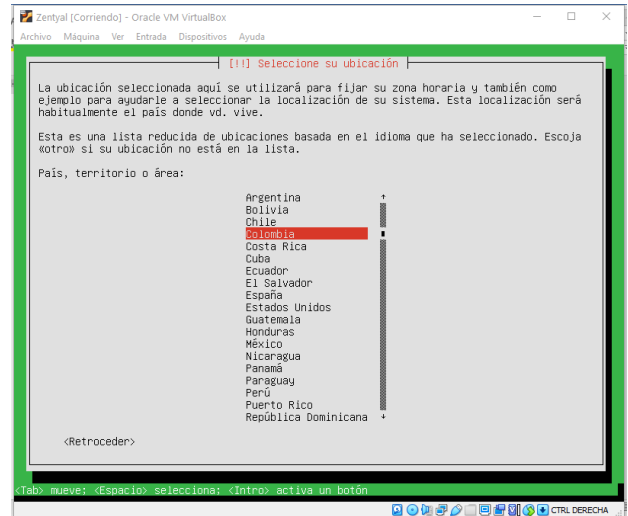 Zentyal [Corriendo] - Oracle VM VirtualBox
Archivo Máquina Ver Entrada Dispositivos Ayuda
[!!] Seleccione su ubicación
La ubicación seleccionada aquí se utilizará para fijar su zona horaria y también como
ejemplo para ayudarle a seleccionar la localización de su sistema. Esta localización será
habitualmente el país donde vd. vive.
Esta es una lista reducida de ubicaciones basada en el idioma que ha seleccionado. Escoja
«otro» si su ubicación no está en la lista.
País, territorio o área:
Argentina
Bolivia
Chile
Colombia
Costa Rica
Cuba
Ecuador
El Salvador
España
Estados Unidos
Guatemala
Honduras
México
Nicaragua
Panamá
Paraguay
Perú
Puerto Rico
República Dominicana
<Retroceder>
<Tab> mueve; <Espacio> selecciona; <Intro> activa un botón
CTRL DERECHA